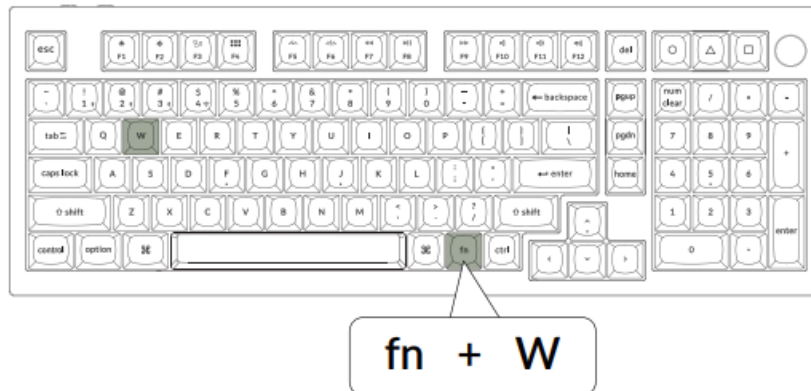 esc F1 F2 F3 F4 F5 F6 F7 F8 F9 F10 F11 F12 del
! @ # $ % ^ & * ( ) - + ← backspace pgup num / * -
1 2 3 4 5 6 7 8 9 0 = clear
tab Q W E R T Y U I O P { } | pgdn 7 8 9 +
[ ] \
caps lock A S D F G H J K L : " ↵ enter home 4 5 6
; '
⇧ shift Z X C V B N M < > ? ⇧ shift 1 2 3 enter
, . /
control option ⌘ ⌘ fn ctrl 0
fn + W